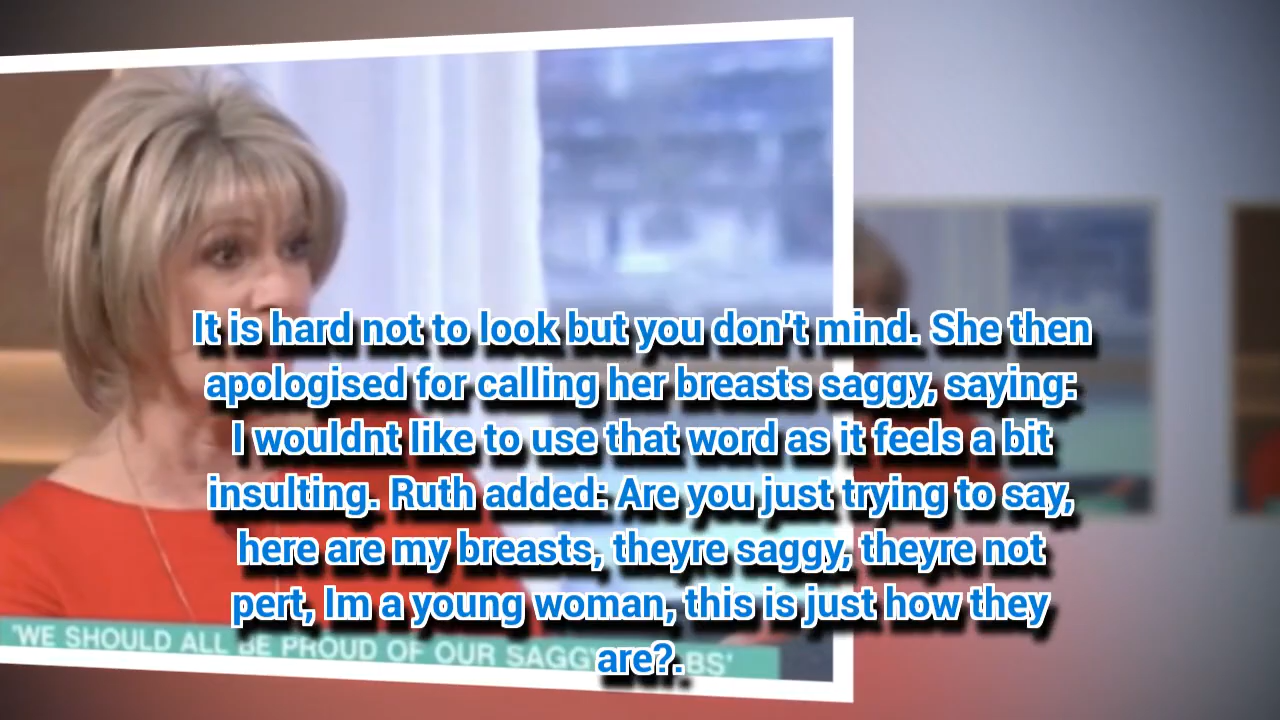 It is hard not to look but you don't mind. She then
apologised for calling her breasts saggy, saying:
I wouldnt like to use that word as it feels a bit
insulting. Ruth added: Are you just trying to say,
here are my breasts, theyre saggy, theyre not
pert, Im a young woman, this is just how they
are?.
'WE SHOULD ALL BE PROUD OF OUR